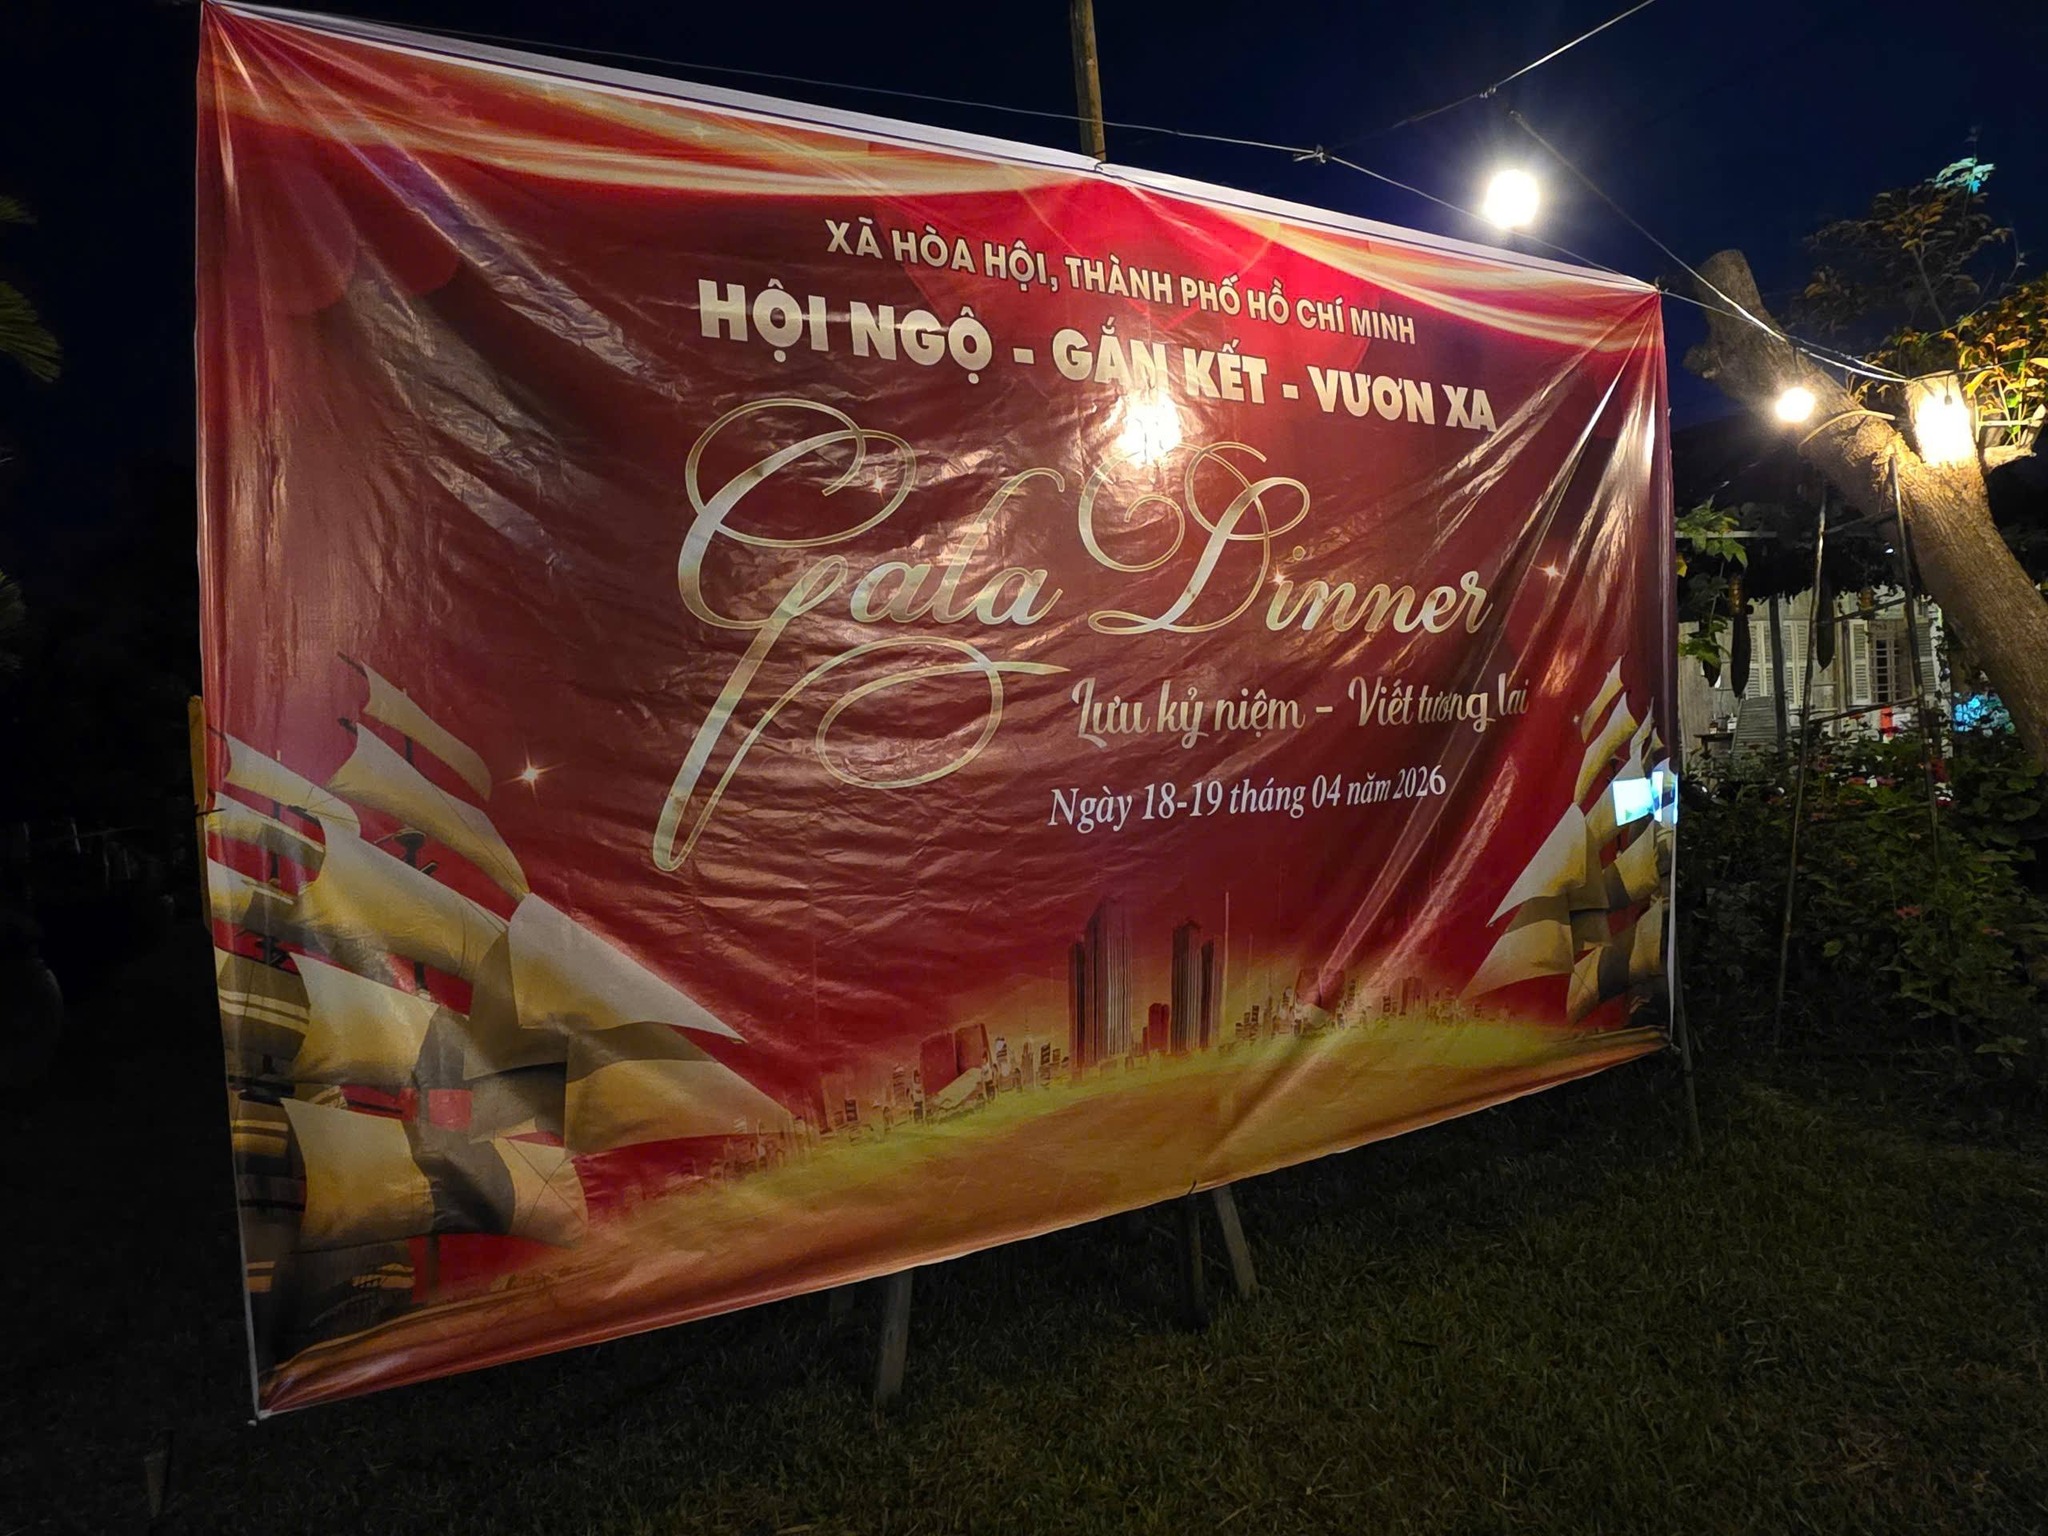 XÃ HÒA HỘI, THÀNH PHỐ HỒ CHÍ MINH
HỘI NGỘ - GẮN KẾT - VƯƠN XA
Gala Dinner
Lưu kỷ niệm - Viết tương lai
Ngày 18-19 tháng 04 năm 2026